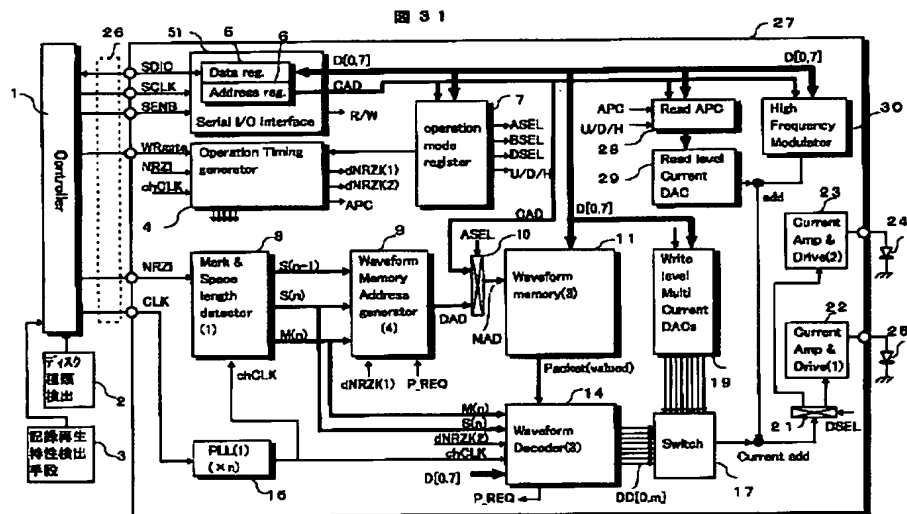 図 31
26
51
6
6
27
1
Controller
SDIO
SCLK
SENB
WRgate
NRZI
chCLK
NRZI
CLK
Data reg.
Address reg.
Serial I/O Interface
D[0,7]
CAD
R/W
D[0,7]
7
operation
mode
register
ASEL
BSEL
DSEL
U/D/H
APC
U/D/H
Read APC
28
Read level
Current
DAC
29
High
Frequency
Modulator
30
add
Operation Timing
generator
4
dNRZK(1)
dNRZK(2)
APC
CAD
D[0,7]
8
Mark &
Space
length
detector
(1)
S(n-1)
S(n)
M(n)
chCLK
9
Waveform
Memory
Address
generator
(4)
dNRZK(1)
P_REQ
ASEL
10
DAD
MAD
11
Waveform
memory(3)
Packet(valued)
Write
level
Multi
Current
DACs
19
23
Current
Amp &
Drive(2)
24
22
Current
Amp &
Drive(1)
25
21
DSEL
ディスク
種類
検出
2
記録再生
特性検出
手段
3
PLL(1)
(×n)
16
14
M(n)
S(n)
dNRZK(2)
chCLK
D[0,7]
Waveform
Decoder(3)
P_REQ
DD[0,m]
Switch
17
Current add